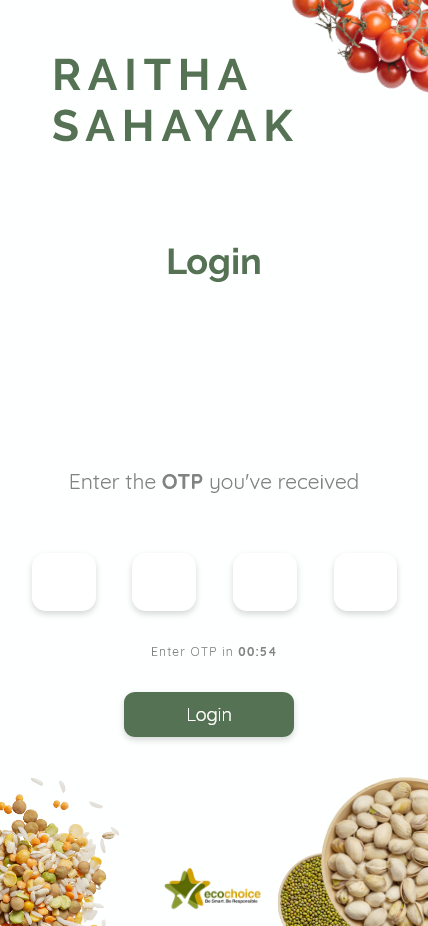 RAITHA
SAHAYAK
Login
Enter the OTP you've received
Enter OTP in 00:54
Login
ecochoice
Be Smart. Be Responsible